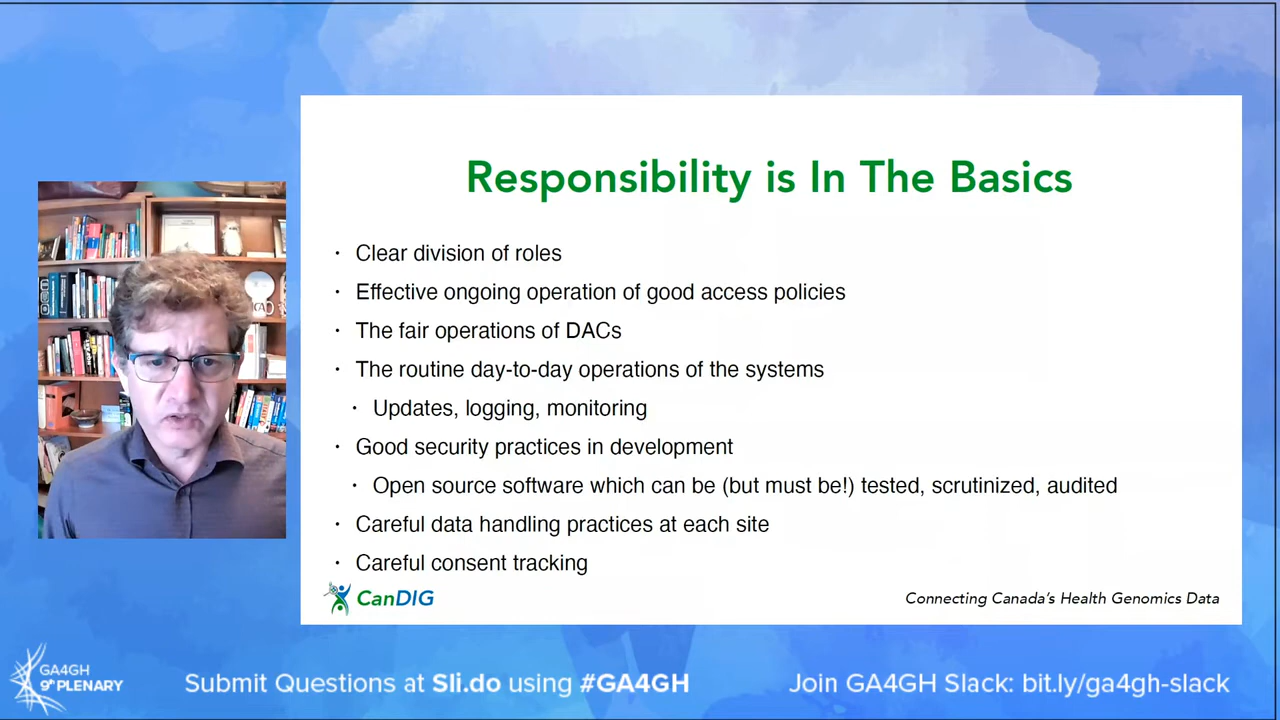 Responsibility is In The Basics
· Clear division of roles
· Effective ongoing operation of good access policies
· The fair operations of DACs
· The routine day-to-day operations of the systems
· Updates, logging, monitoring
· Good security practices in development
· Open source software which can be (but must be!) tested, scrutinized, audited
· Careful data handling practices at each site
· Careful consent tracking
CanDIG
Connecting Canada's Health Genomics Data
GA4GH
9th PLENARY
Submit Questions at Sli.do using #GA4GH
Join GA4GH Slack: bit.ly/ga4gh-slack